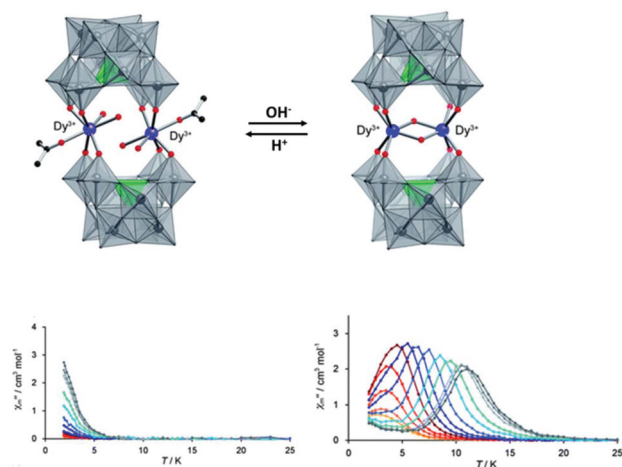 Dy³⁺
Dy³⁺
OH⁻
H⁺
Dy³⁺
Dy³⁺
χₘ″ / cm³ mol⁻¹
4
3
2
1
0
0 5 10 15 20 25
T / K
χₘ″ / cm³ mol⁻¹
3
2
1
0
0 5 10 15 20 25
T / K